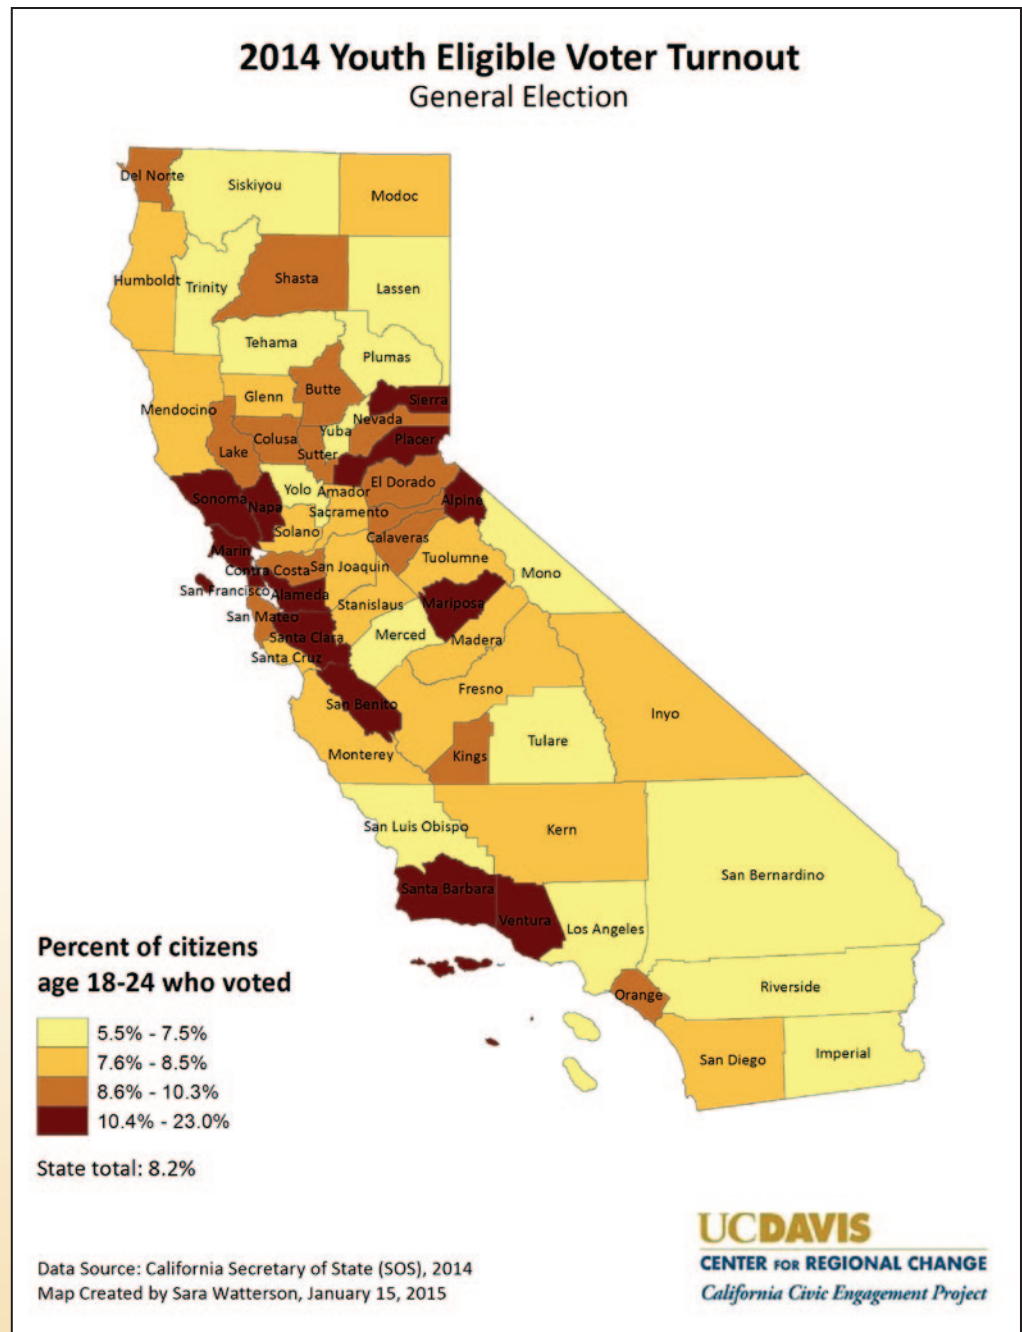 2014 Youth Eligible Voter Turnout
General Election
Del Norte
Siskiyou
Modoc
Humboldt
Trinity
Shasta
Lassen
Tehama
Plumas
Mendocino
Glenn
Butte
Sierra
Nevada
Yuba
Colusa
Placer
Lake
Sutter
Sonoma
Napa
Yolo
Amador
El Dorado
Alpine
Sacramento
Solano
Calaveras
Marin
Tuolumne
Contra Costa
San Joaquin
Mono
San Francisco
Alameda
Stanislaus
Mariposa
San Mateo
Santa Clara
Merced
Madera
Santa Cruz
Fresno
San Benito
Inyo
Monterey
Kings
Tulare
San Luis Obispo
Kern
San Bernardino
Santa Barbara
Ventura
Los Angeles
Orange
Riverside
San Diego
Imperial
Percent of citizens
age 18-24 who voted
5.5% - 7.5%
7.6% - 8.5%
8.6% - 10.3%
10.4% - 23.0%
State total: 8.2%
Data Source: California Secretary of State (SOS), 2014
Map Created by Sara Watterson, January 15, 2015
UCDAVIS
CENTER FOR REGIONAL CHANGE
California Civic Engagement Project